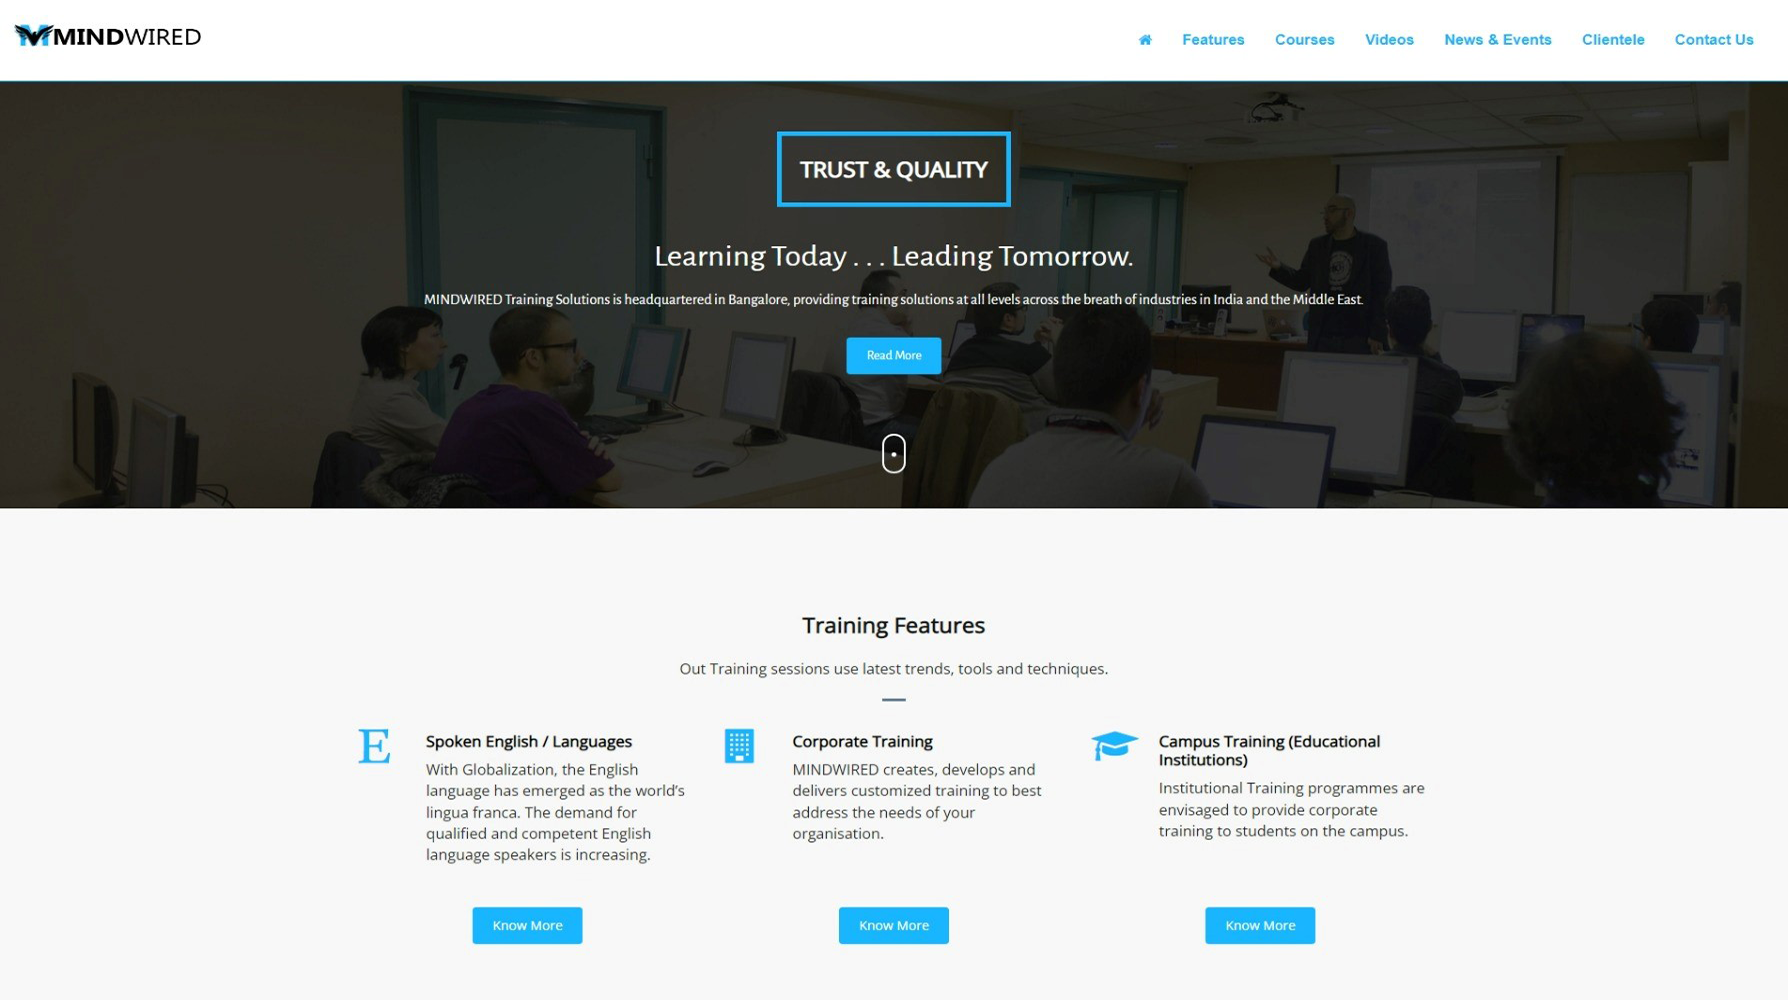 MINDWIRED
Features Courses Videos News & Events Clientele Contact Us
TRUST & QUALITY
Learning Today . . . Leading Tomorrow.
MINDWIRED Training Solutions is headquartered in Bangalore, providing training solutions at all levels across the breath of industries in India and the Middle East.
Read More
Training Features
Out Training sessions use latest trends, tools and techniques.
E
Spoken English / Languages
With Globalization, the English
language has emerged as the world’s
lingua franca. The demand for
qualified and competent English
language speakers is increasing.
Know More
Corporate Training
MINDWIRED creates, develops and
delivers customized training to best
address the needs of your
organisation.
Know More
Campus Training (Educational
Institutions)
Institutional Training programmes are
envisaged to provide corporate
training to students on the campus.
Know More